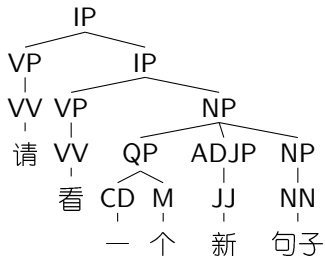 IP
VP IP
VV VP NP
请 VV QP ADJP NP
看 CD M JJ NN
一 个 新 句子